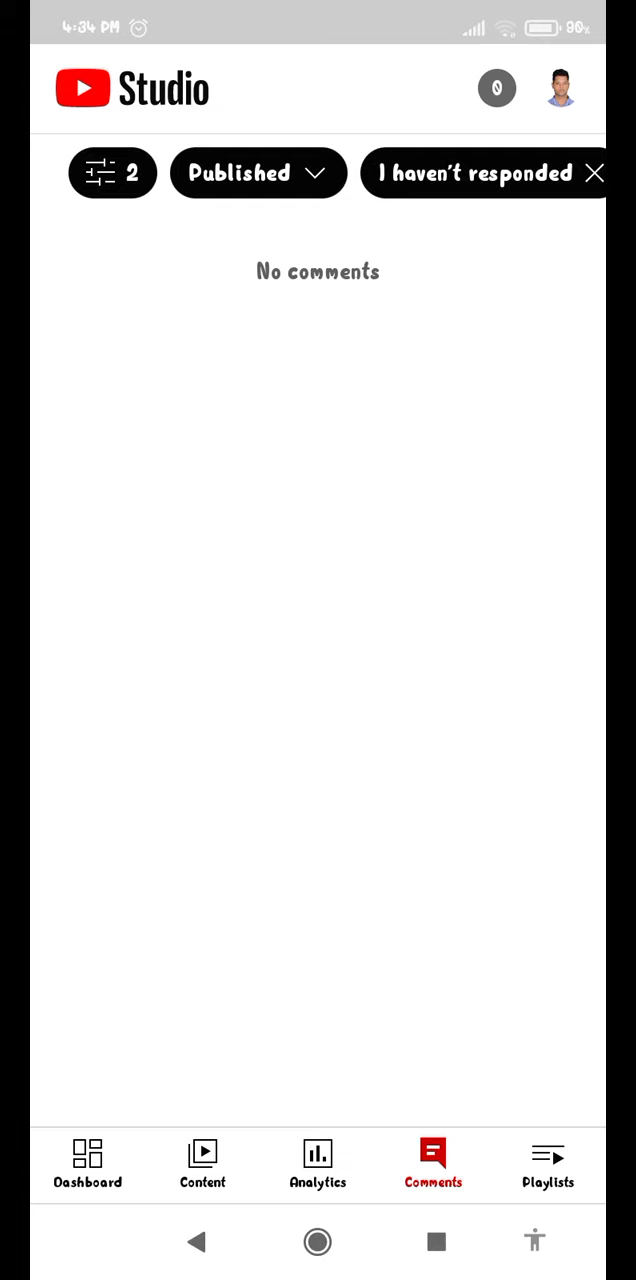 4:34 PM 90%
Studio 0
2 Published I haven't responded
No comments
Dashboard Content Analytics Comments Playlists